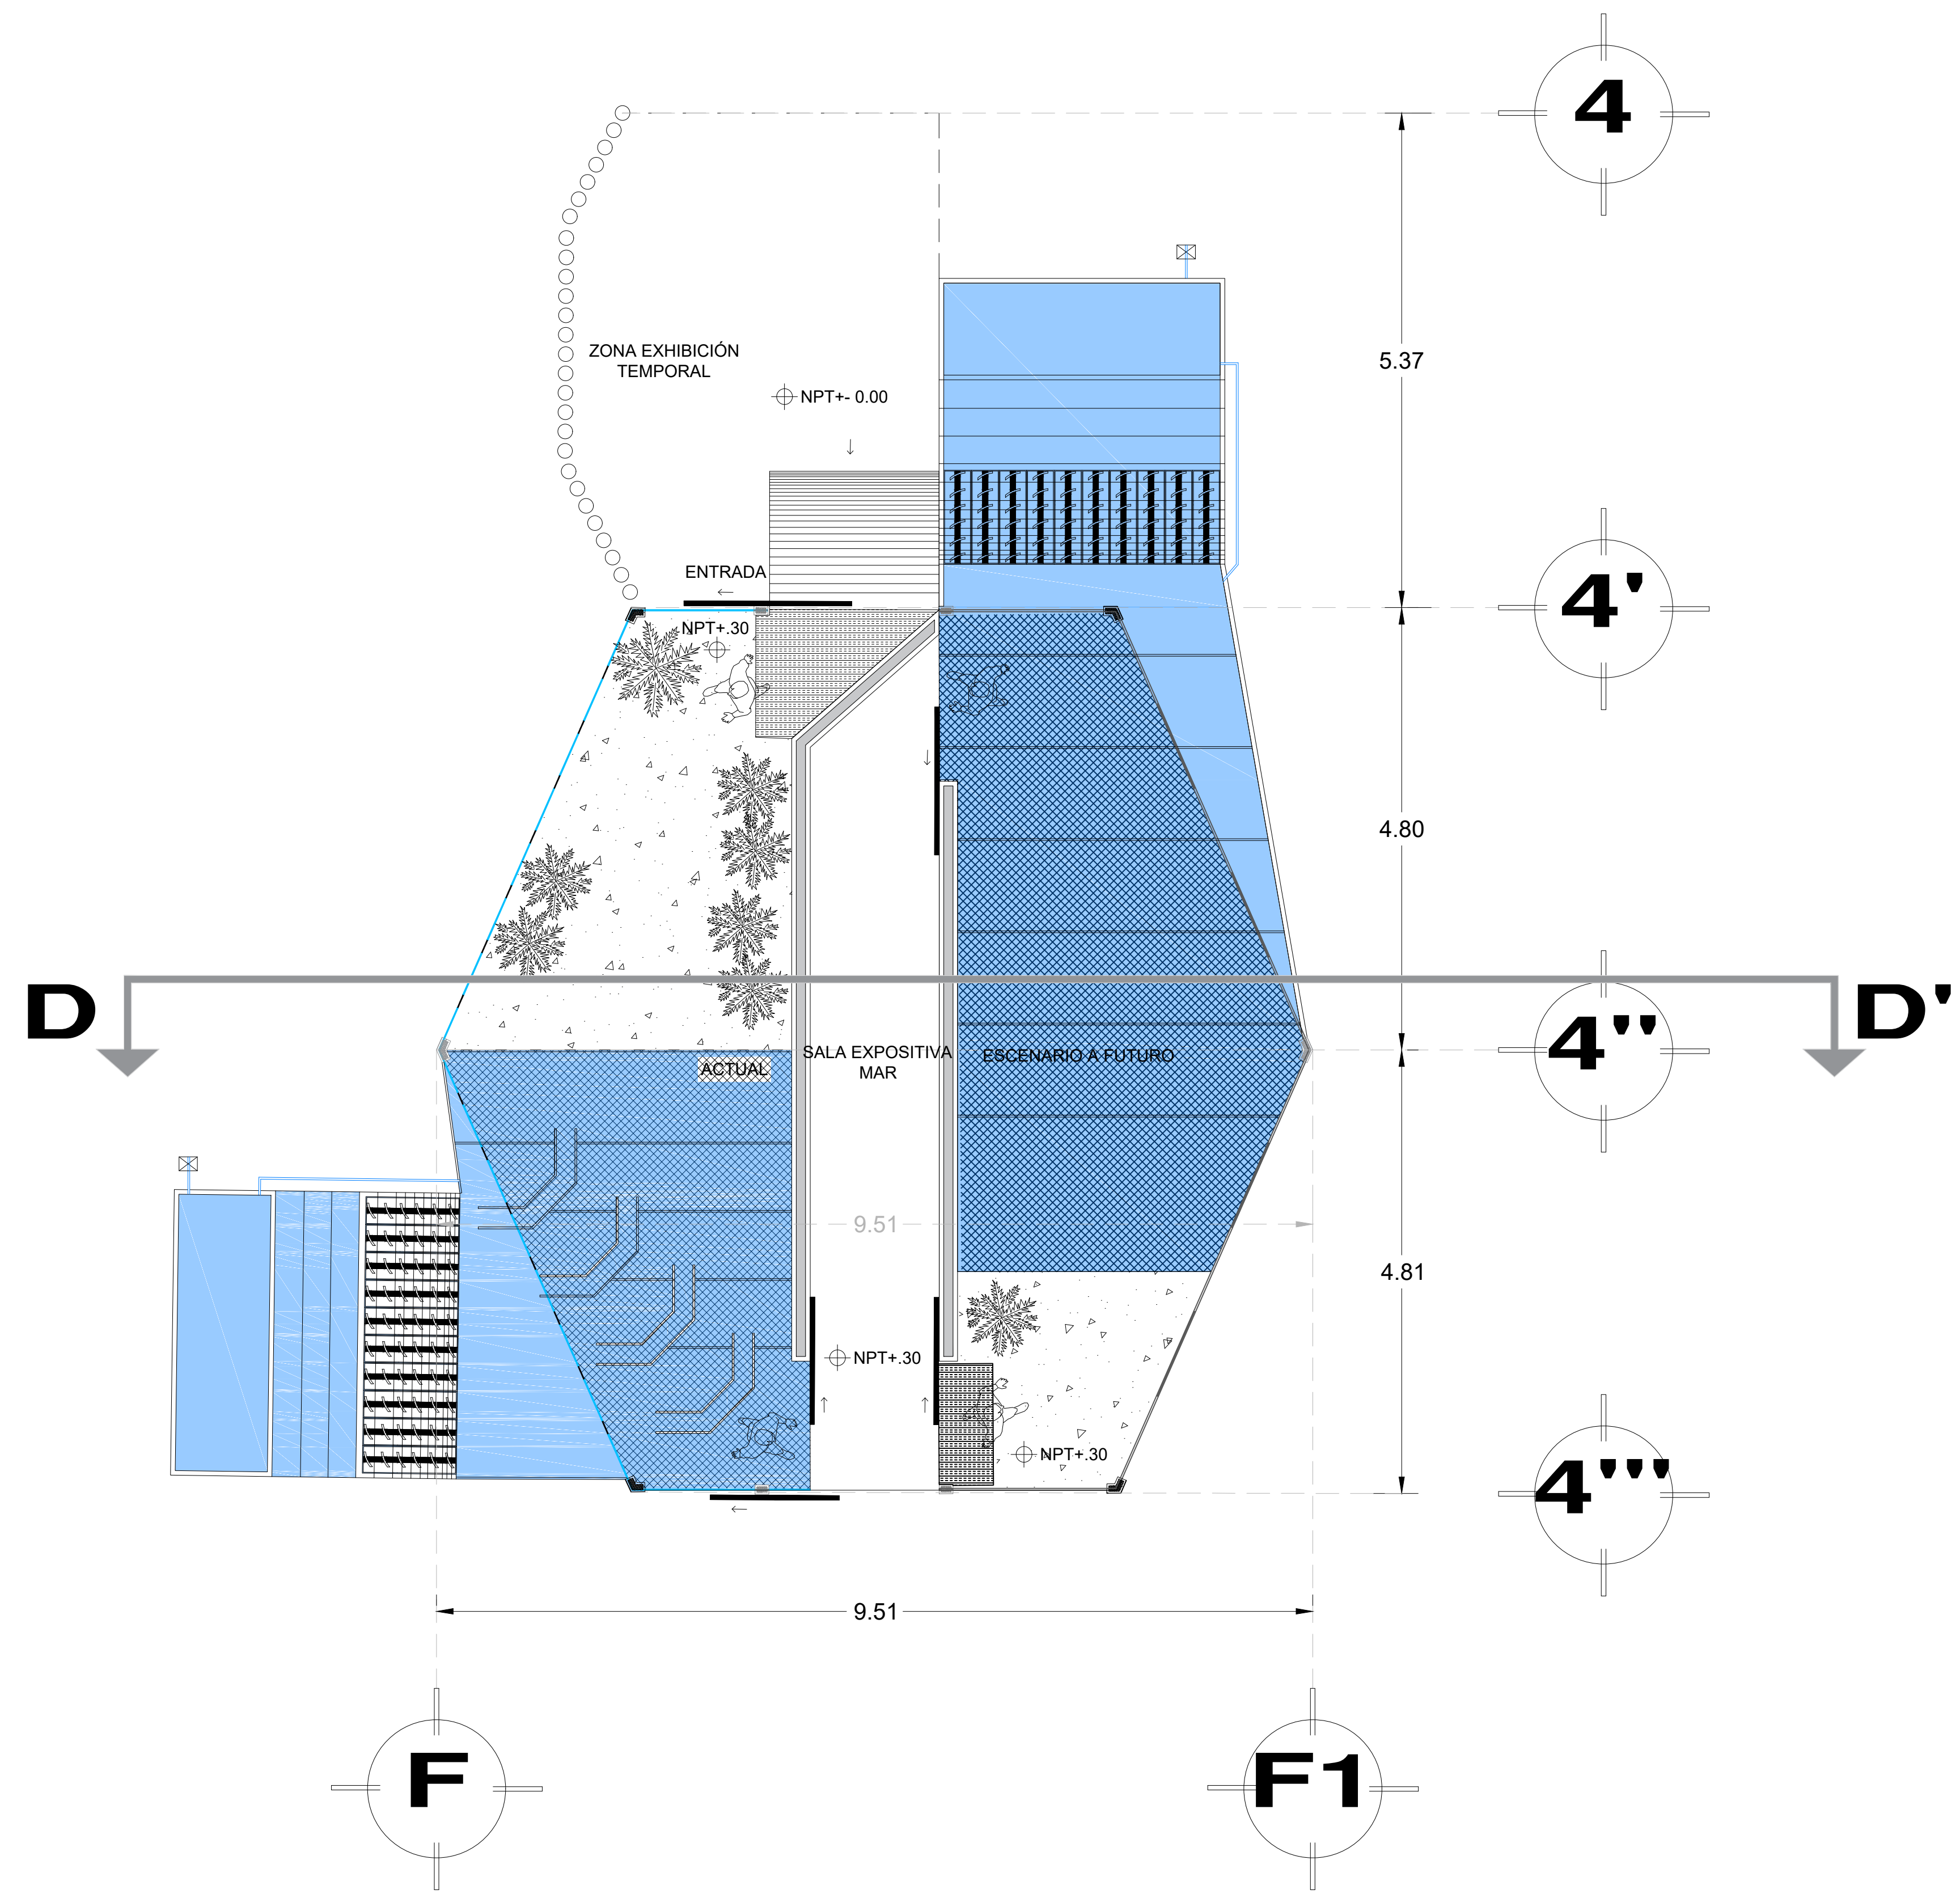 4
ZONA EXHIBICIÓN
TEMPORAL
5.37
NPT+- 0.00
ENTRADA
4'
NPT+.30
4.80
D
D'
SALA EXPOSITIVA
MAR
ESCENARIO A FUTURO
4''
ACTUAL
9.51
4.81
NPT+.30
NPT+.30
4'''
9.51
F
F1